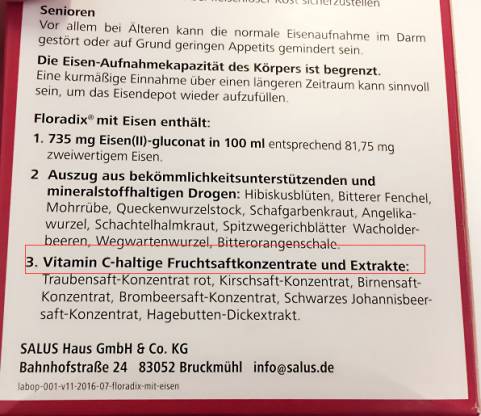 Kost sicherzustellen
Senioren
Vor allem bei Älteren kann die normale Eisenaufnahme im Darm
gestört oder auf Grund geringen Appetits gemindert sein.
Die Eisen-Aufnahmekapazität des Körpers ist begrenzt.
Eine kurmäßige Einnahme über einen längeren Zeitraum kann sinnvoll
sein, um das Eisendepot wieder aufzufüllen.
Floradix® mit Eisen enthält:
1. 735 mg Eisen(II)-gluconat in 100 ml entsprechend 81,75 mg
zweiwertigem Eisen.
2 Auszug aus bekömmlichkeitsunterstützenden und
mineralstoffhaltigen Drogen: Hibiskusblüten, Bitterer Fenchel,
Mohrrübe, Queckenwurzelstock, Schafgarbenkraut, Angelika-
wurzel, Schachtelhalmkraut, Spitzwegerichblätter Wacholder-
beeren, Wegwartenwurzel, Bitterorangenschale.
3. Vitamin C-haltige Fruchtsaftkonzentrate und Extrakte:
Traubensaft-Konzentrat rot, Kirschsaft-Konzentrat, Birnensaft-
Konzentrat, Brombeersaft-Konzentrat, Schwarzes Johannisbeer-
saft-Konzentrat, Hagebutten-Dickextrakt.
SALUS Haus GmbH & Co. KG
Bahnhofstraße 24 83052 Bruckmühl info@salus.de
labop-001-v11-2016-07-floradix-mit-eisen